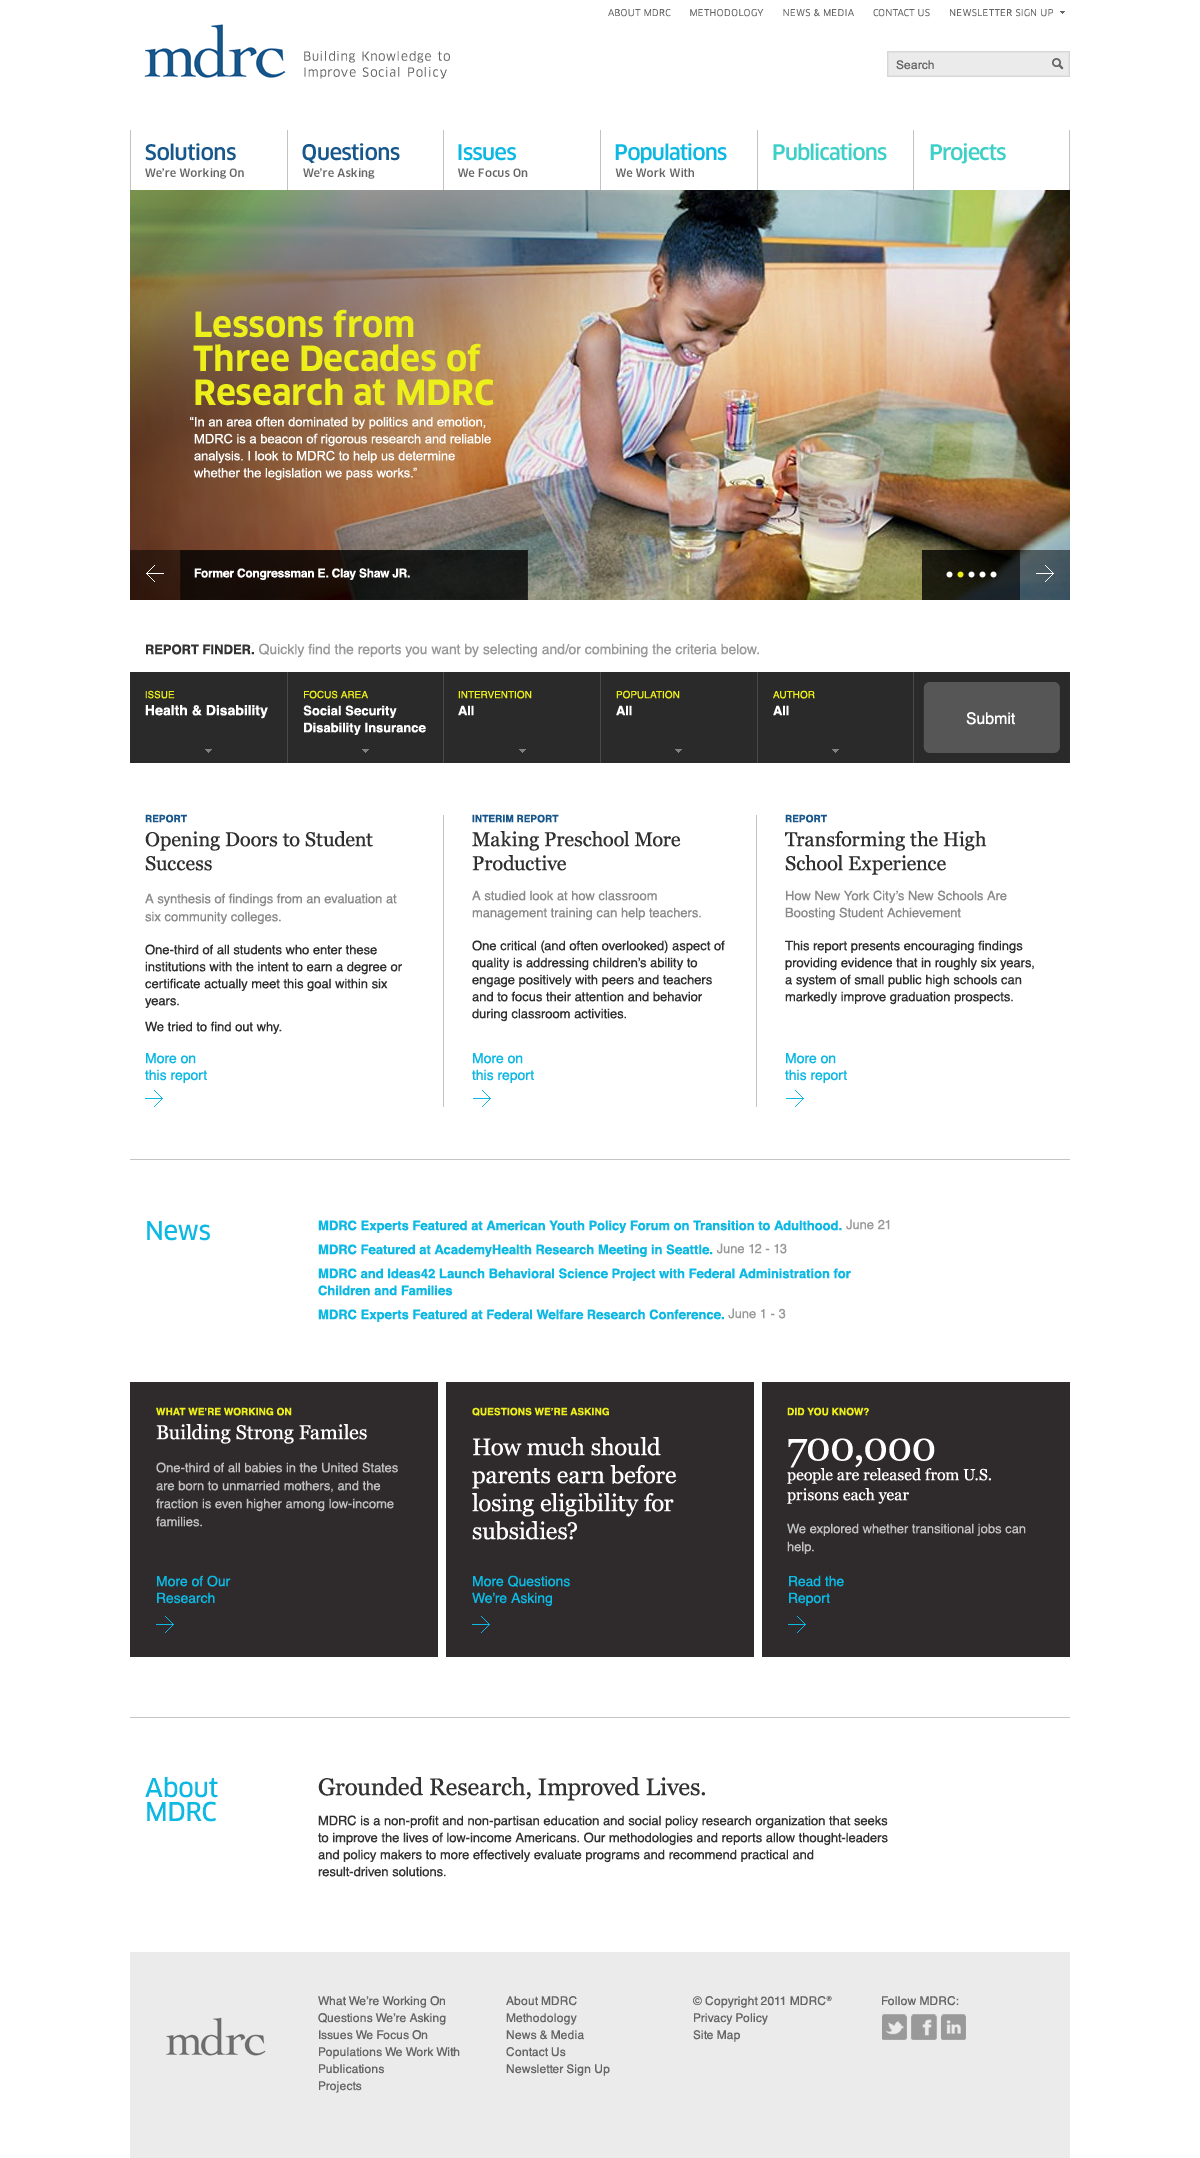 ABOUT MDRC METHODOLOGY NEWS & MEDIA CONTACT US NEWSLETTER SIGN UP
mdrc
Building Knowledge to
Improve Social Policy
Search
Solutions
We're Working On
Questions
We're Asking
Issues
We Focus On
Populations
We Work With
Publications
Projects
Lessons from
Three Decades of
Research at MDRC
“In an area often dominated by politics and emotion,
MDRC is a beacon of rigorous research and reliable
analysis. I look to MDRC to help us determine
whether the legislation we pass works.”
Former Congressman E. Clay Shaw JR.
REPORT FINDER. Quickly find the reports you want by selecting and/or combining the criteria below.
ISSUE
Health & Disability
FOCUS AREA
Social Security
Disability Insurance
INTERVENTION
All
POPULATION
All
AUTHOR
All
Submit
REPORT
Opening Doors to Student
Success
A synthesis of findings from an evaluation at
six community colleges.
One-third of all students who enter these
institutions with the intent to earn a degree or
certificate actually meet this goal within six
years.
We tried to find out why.
More on
this report
INTERIM REPORT
Making Preschool More
Productive
A studied look at how classroom
management training can help teachers.
One critical (and often overlooked) aspect of
quality is addressing children’s ability to
engage positively with peers and teachers
and to focus their attention and behavior
during classroom activities.
More on
this report
REPORT
Transforming the High
School Experience
How New York City’s New Schools Are
Boosting Student Achievement
This report presents encouraging findings
providing evidence that in roughly six years,
a system of small public high schools can
markedly improve graduation prospects.
More on
this report
News
MDRC Experts Featured at American Youth Policy Forum on Transition to Adulthood. June 21
MDRC Featured at AcademyHealth Research Meeting in Seattle. June 12 - 13
MDRC and Ideas42 Launch Behavioral Science Project with Federal Administration for
Children and Families
MDRC Experts Featured at Federal Welfare Research Conference. June 1 - 3
WHAT WE’RE WORKING ON
Building Strong Familes
One-third of all babies in the United States
are born to unmarried mothers, and the
fraction is even higher among low-income
families.
More of Our
Research
QUESTIONS WE’RE ASKING
How much should
parents earn before
losing eligibility for
subsidies?
More Questions
We’re Asking
DID YOU KNOW?
700,000
people are released from U.S.
prisons each year
We explored whether transitional jobs can
help.
Read the
Report
About
MDRC
Grounded Research, Improved Lives.
MDRC is a non-profit and non-partisan education and social policy research organization that seeks
to improve the lives of low-income Americans. Our methodologies and reports allow thought-leaders
and policy makers to more effectively evaluate programs and recommend practical and
result-driven solutions.
mdrc
What We’re Working On
Questions We’re Asking
Issues We Focus On
Populations We Work With
Publications
Projects
About MDRC
Methodology
News & Media
Contact Us
Newsletter Sign Up
© Copyright 2011 MDRC®
Privacy Policy
Site Map
Follow MDRC:
f
in